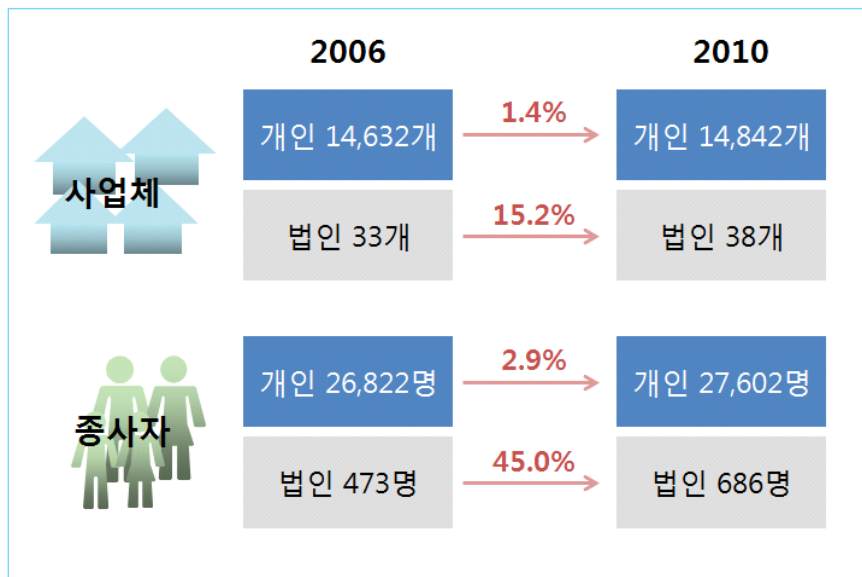 2006
2010
사업체
개인 14,632개
1.4%
개인 14,842개
법인 33개
15.2%
법인 38개
종사자
개인 26,822명
2.9%
개인 27,602명
법인 473명
45.0%
법인 686명